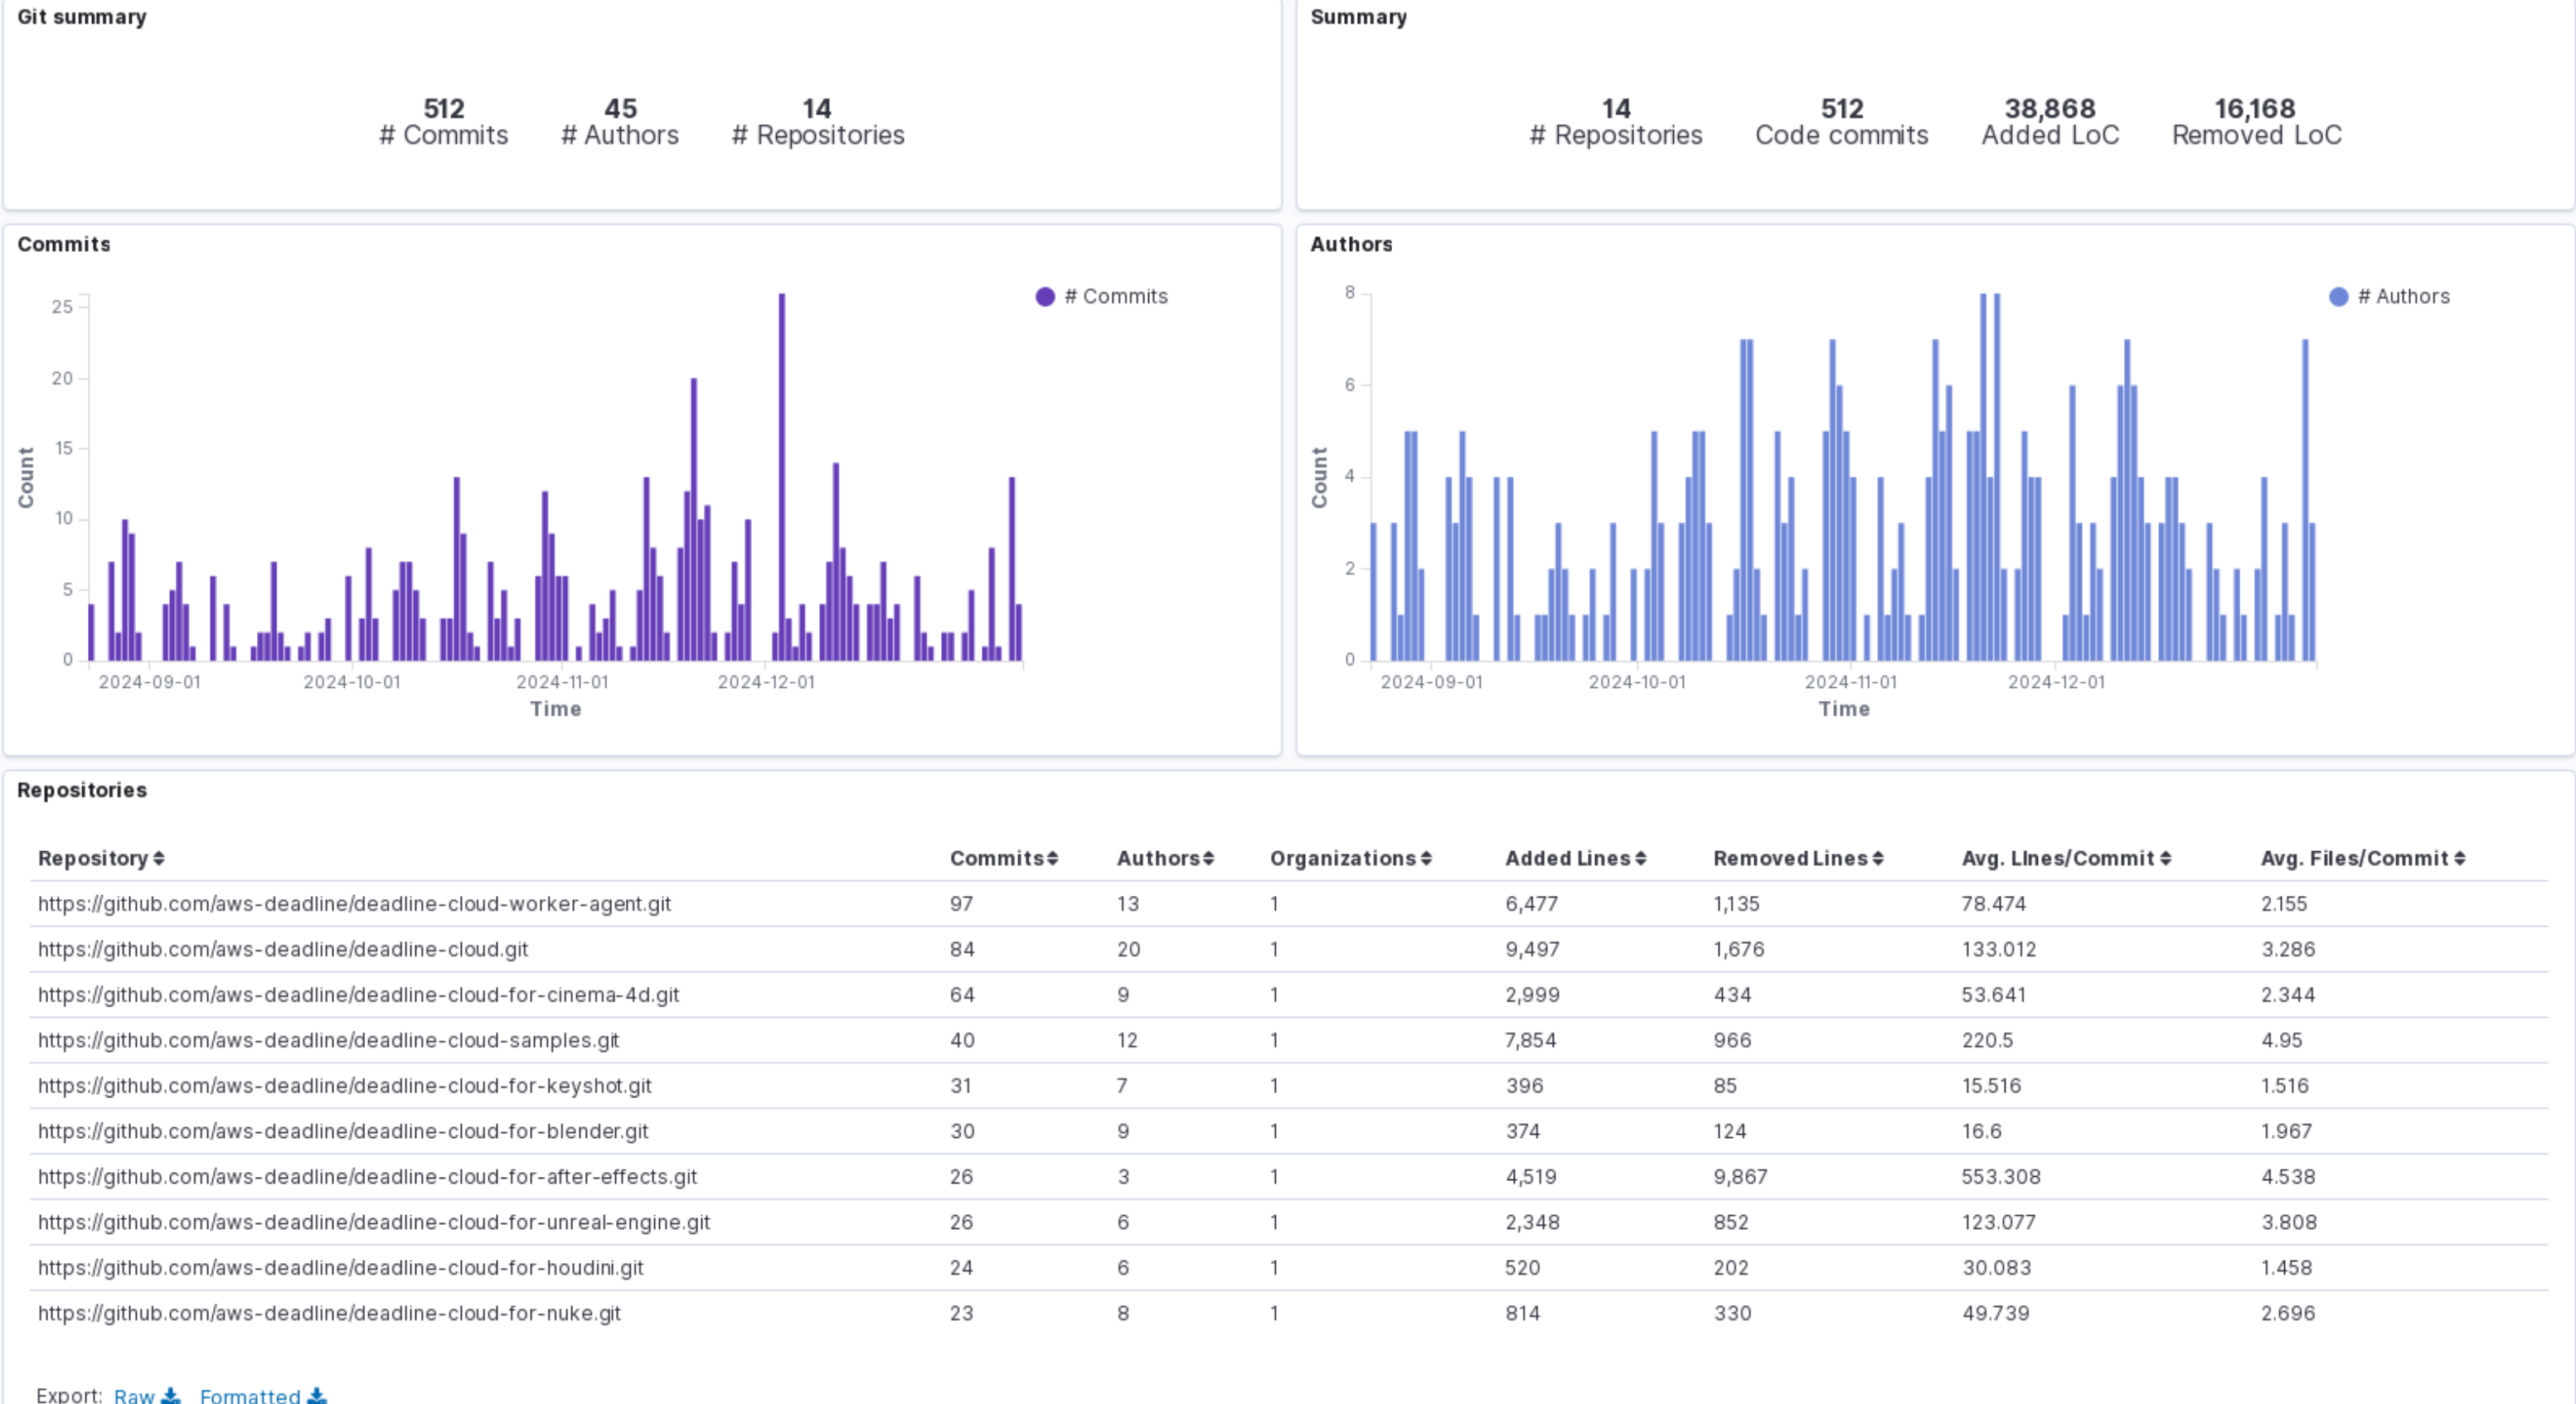 Git summary
512 45 14
# Commits # Authors # Repositories
Summary
14 512 38,868 16,168
# Repositories Code commits Added LoC Removed LoC
Commits
25
20
15
10
5
0
Count
2024-09-01 2024-10-01 2024-11-01 2024-12-01
Time
# Commits
Authors
8
6
4
2
0
Count
2024-09-01 2024-10-01 2024-11-01 2024-12-01
Time
# Authors
Repositories
Repository Commits Authors Organizations Added Lines Removed Lines Avg. LInes/Commit Avg. Files/Commit
https://github.com/aws-deadline/deadline-cloud-worker-agent.git 97 13 1 6,477 1,135 78.474 2.155
https://github.com/aws-deadline/deadline-cloud.git 84 20 1 9,497 1,676 133.012 3.286
https://github.com/aws-deadline/deadline-cloud-for-cinema-4d.git 64 9 1 2,999 434 53.641 2.344
https://github.com/aws-deadline/deadline-cloud-samples.git 40 12 1 7,854 966 220.5 4.95
https://github.com/aws-deadline/deadline-cloud-for-keyshot.git 31 7 1 396 85 15.516 1.516
https://github.com/aws-deadline/deadline-cloud-for-blender.git 30 9 1 374 124 16.6 1.967
https://github.com/aws-deadline/deadline-cloud-for-after-effects.git 26 3 1 4,519 9,867 553.308 4.538
https://github.com/aws-deadline/deadline-cloud-for-unreal-engine.git 26 6 1 2,348 852 123.077 3.808
https://github.com/aws-deadline/deadline-cloud-for-houdini.git 24 6 1 520 202 30.083 1.458
https://github.com/aws-deadline/deadline-cloud-for-nuke.git 23 8 1 814 330 49.739 2.696
Export: Raw Formatted